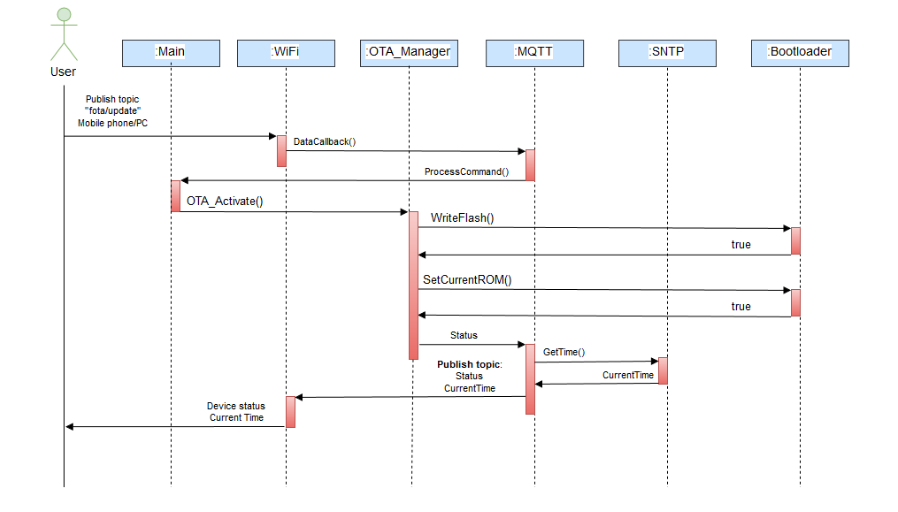 :Main
:WiFi
:OTA_Manager
:MQTT
:SNTP
:Bootloader
User
Publish topic
"fota/update"
Mobile phone/PC
DataCallback()
ProcessCommand()
OTA_Activate()
WriteFlash()
true
SetCurrentROM()
true
Status
GetTime()
Publish topic:
Status
CurrentTime
CurrentTime
Device status
Current Time